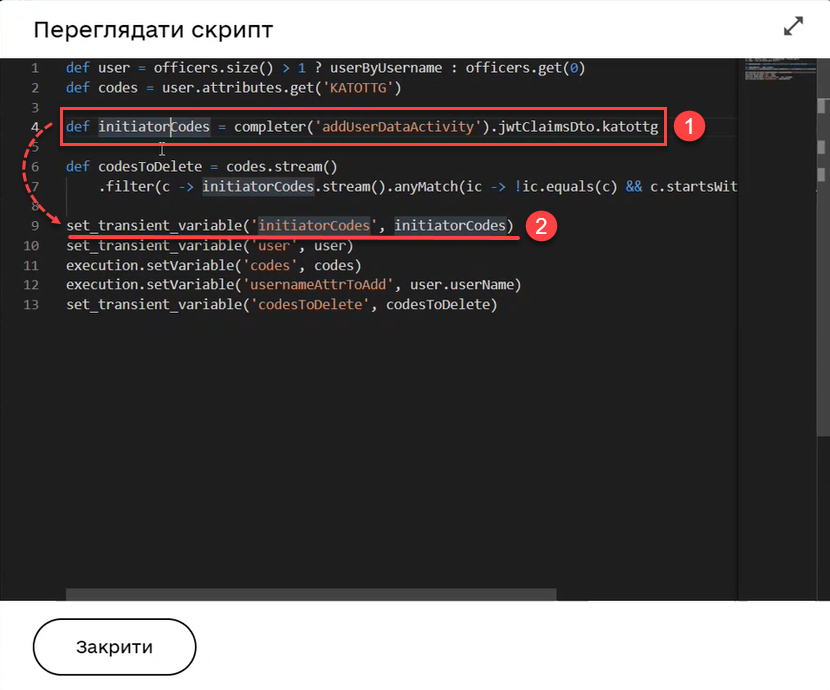 Переглядати скрипт
1 def user = officers.size() > 1 ? userByUsername : officers.get(0)
2 def codes = user.attributes.get('KATOTTG')
3
4 def initiatorCodes = completer('addUserDataActivity').jwtClaimsDto.katottg 1
5
6 def codesToDelete = codes.stream()
7 .filter(c -> initiatorCodes.stream().anyMatch(ic -> !ic.equals(c) && c.startsWit
8
9 set_transient_variable('initiatorCodes', initiatorCodes) 2
10 set_transient_variable('user', user)
11 execution.setVariable('codes', codes)
12 execution.setVariable('usernameAttrToAdd', user.userName)
13 set_transient_variable('codesToDelete', codesToDelete)
Закрити